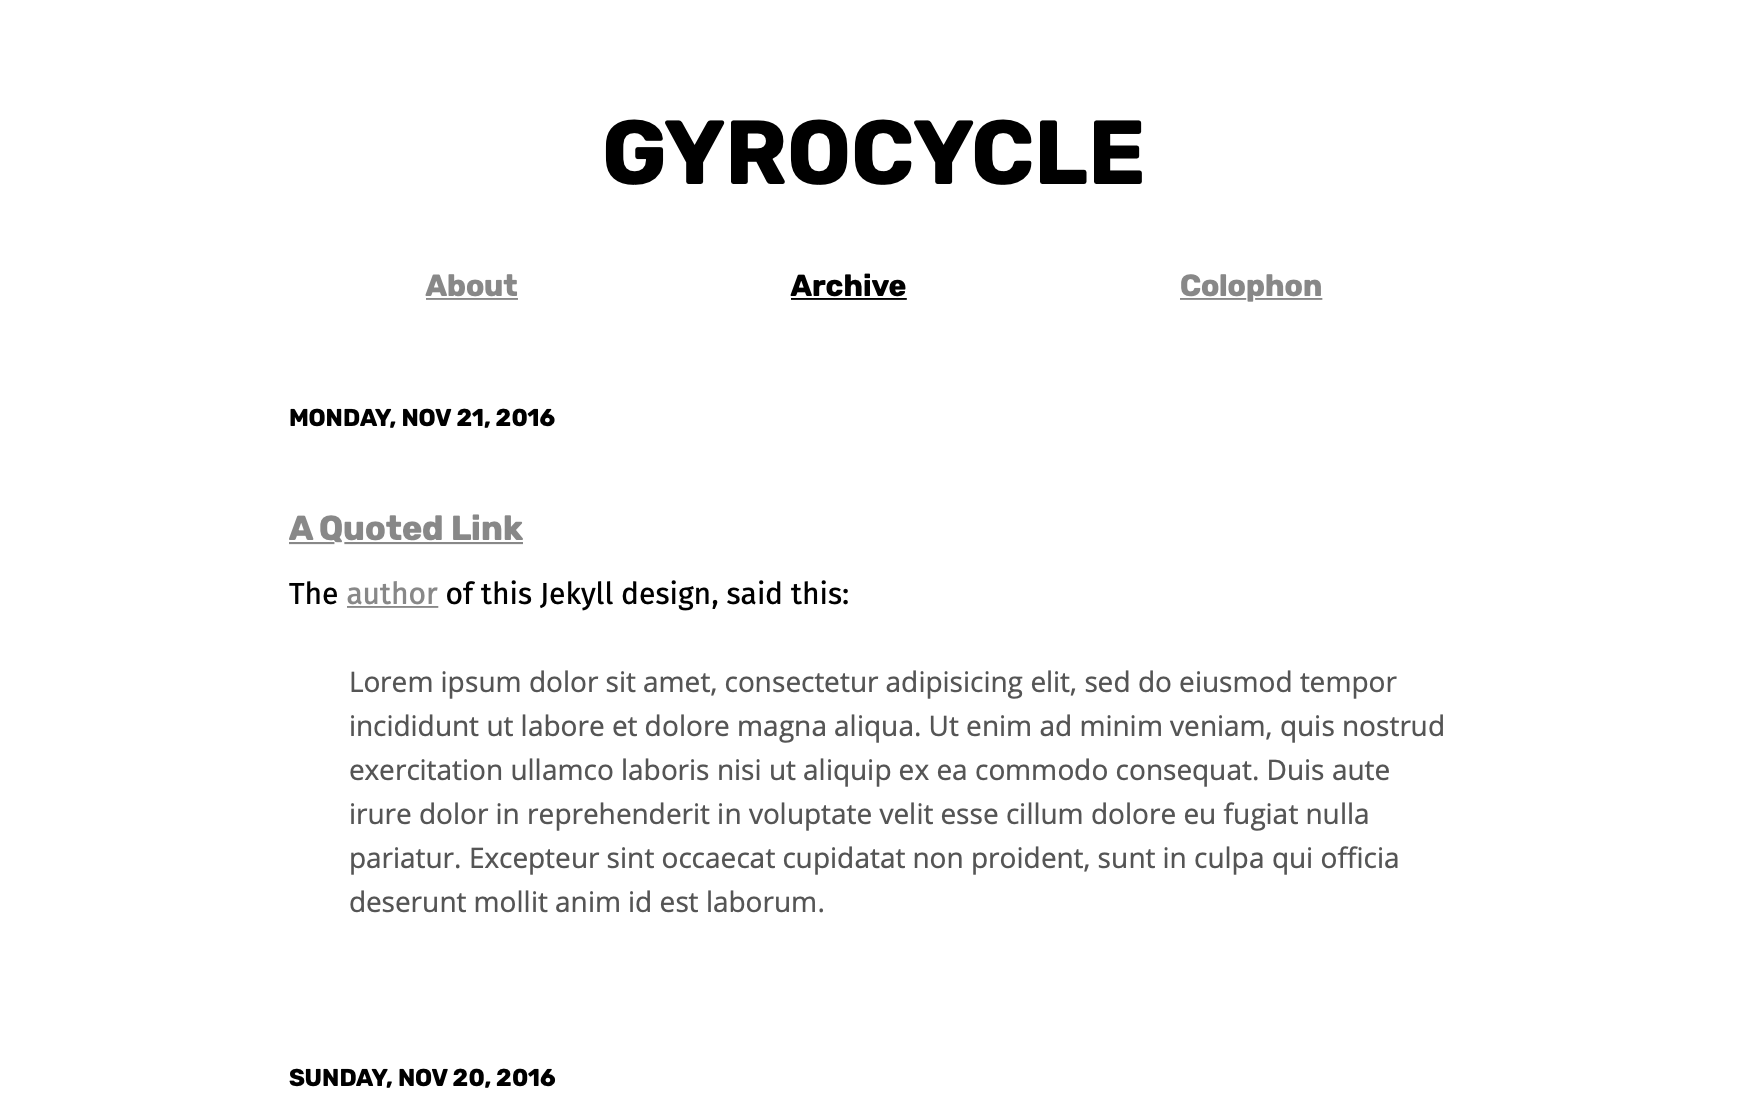 GYROCYCLE
About Archive Colophon
MONDAY, NOV 21, 2016
A Quoted Link
The author of this Jekyll design, said this:
Lorem ipsum dolor sit amet, consectetur adipisicing elit, sed do eiusmod tempor
incididunt ut labore et dolore magna aliqua. Ut enim ad minim veniam, quis nostrud
exercitation ullamco laboris nisi ut aliquip ex ea commodo consequat. Duis aute
irure dolor in reprehenderit in voluptate velit esse cillum dolore eu fugiat nulla
pariatur. Excepteur sint occaecat cupidatat non proident, sunt in culpa qui officia
deserunt mollit anim id est laborum.
SUNDAY, NOV 20, 2016